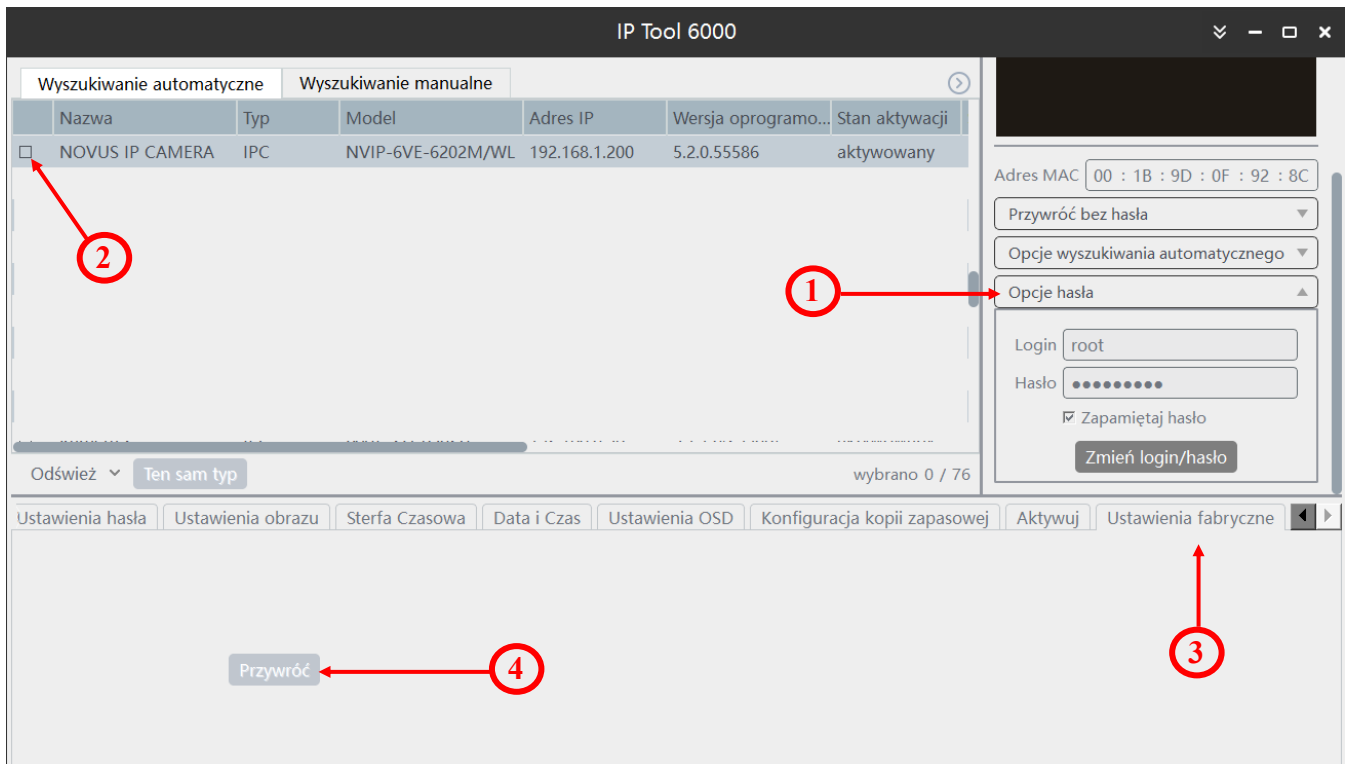 IP Tool 6000
Wyszukiwanie automatyczne Wyszukiwanie manualne
Nazwa Typ Model Adres IP Wersja oprogramo... Stan aktywacji
NOVUS IP CAMERA IPC NVIP-6VE-6202M/WL 192.168.1.200 5.2.0.55586 aktywowany
2
Odśwież Ten sam typ wybrano 0 / 76
Adres MAC 00 : 1B : 9D : 0F : 92 : 8C
Przywróć bez hasła
Opcje wyszukiwania automatycznego
1 Opcje hasła
Login root
Hasło ●●●●●●●●●
Zapamiętaj hasło
Zmień login/hasło
Ustawienia hasła Ustawienia obrazu Sterfa Czasowa Data i Czas Ustawienia OSD Konfiguracja kopii zapasowej Aktywuj Ustawienia fabryczne
3
Przywróć 4